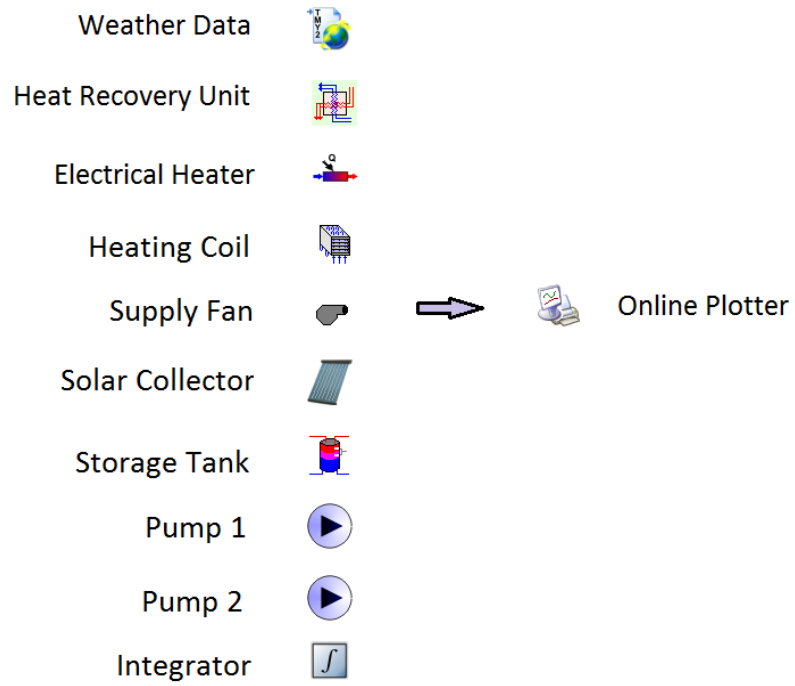 Weather Data
TMY2
Heat Recovery Unit
Q
Electrical Heater
Heating Coil
Supply Fan
Online Plotter
Solar Collector
Storage Tank
Pump 1
Pump 2
Integrator
∫